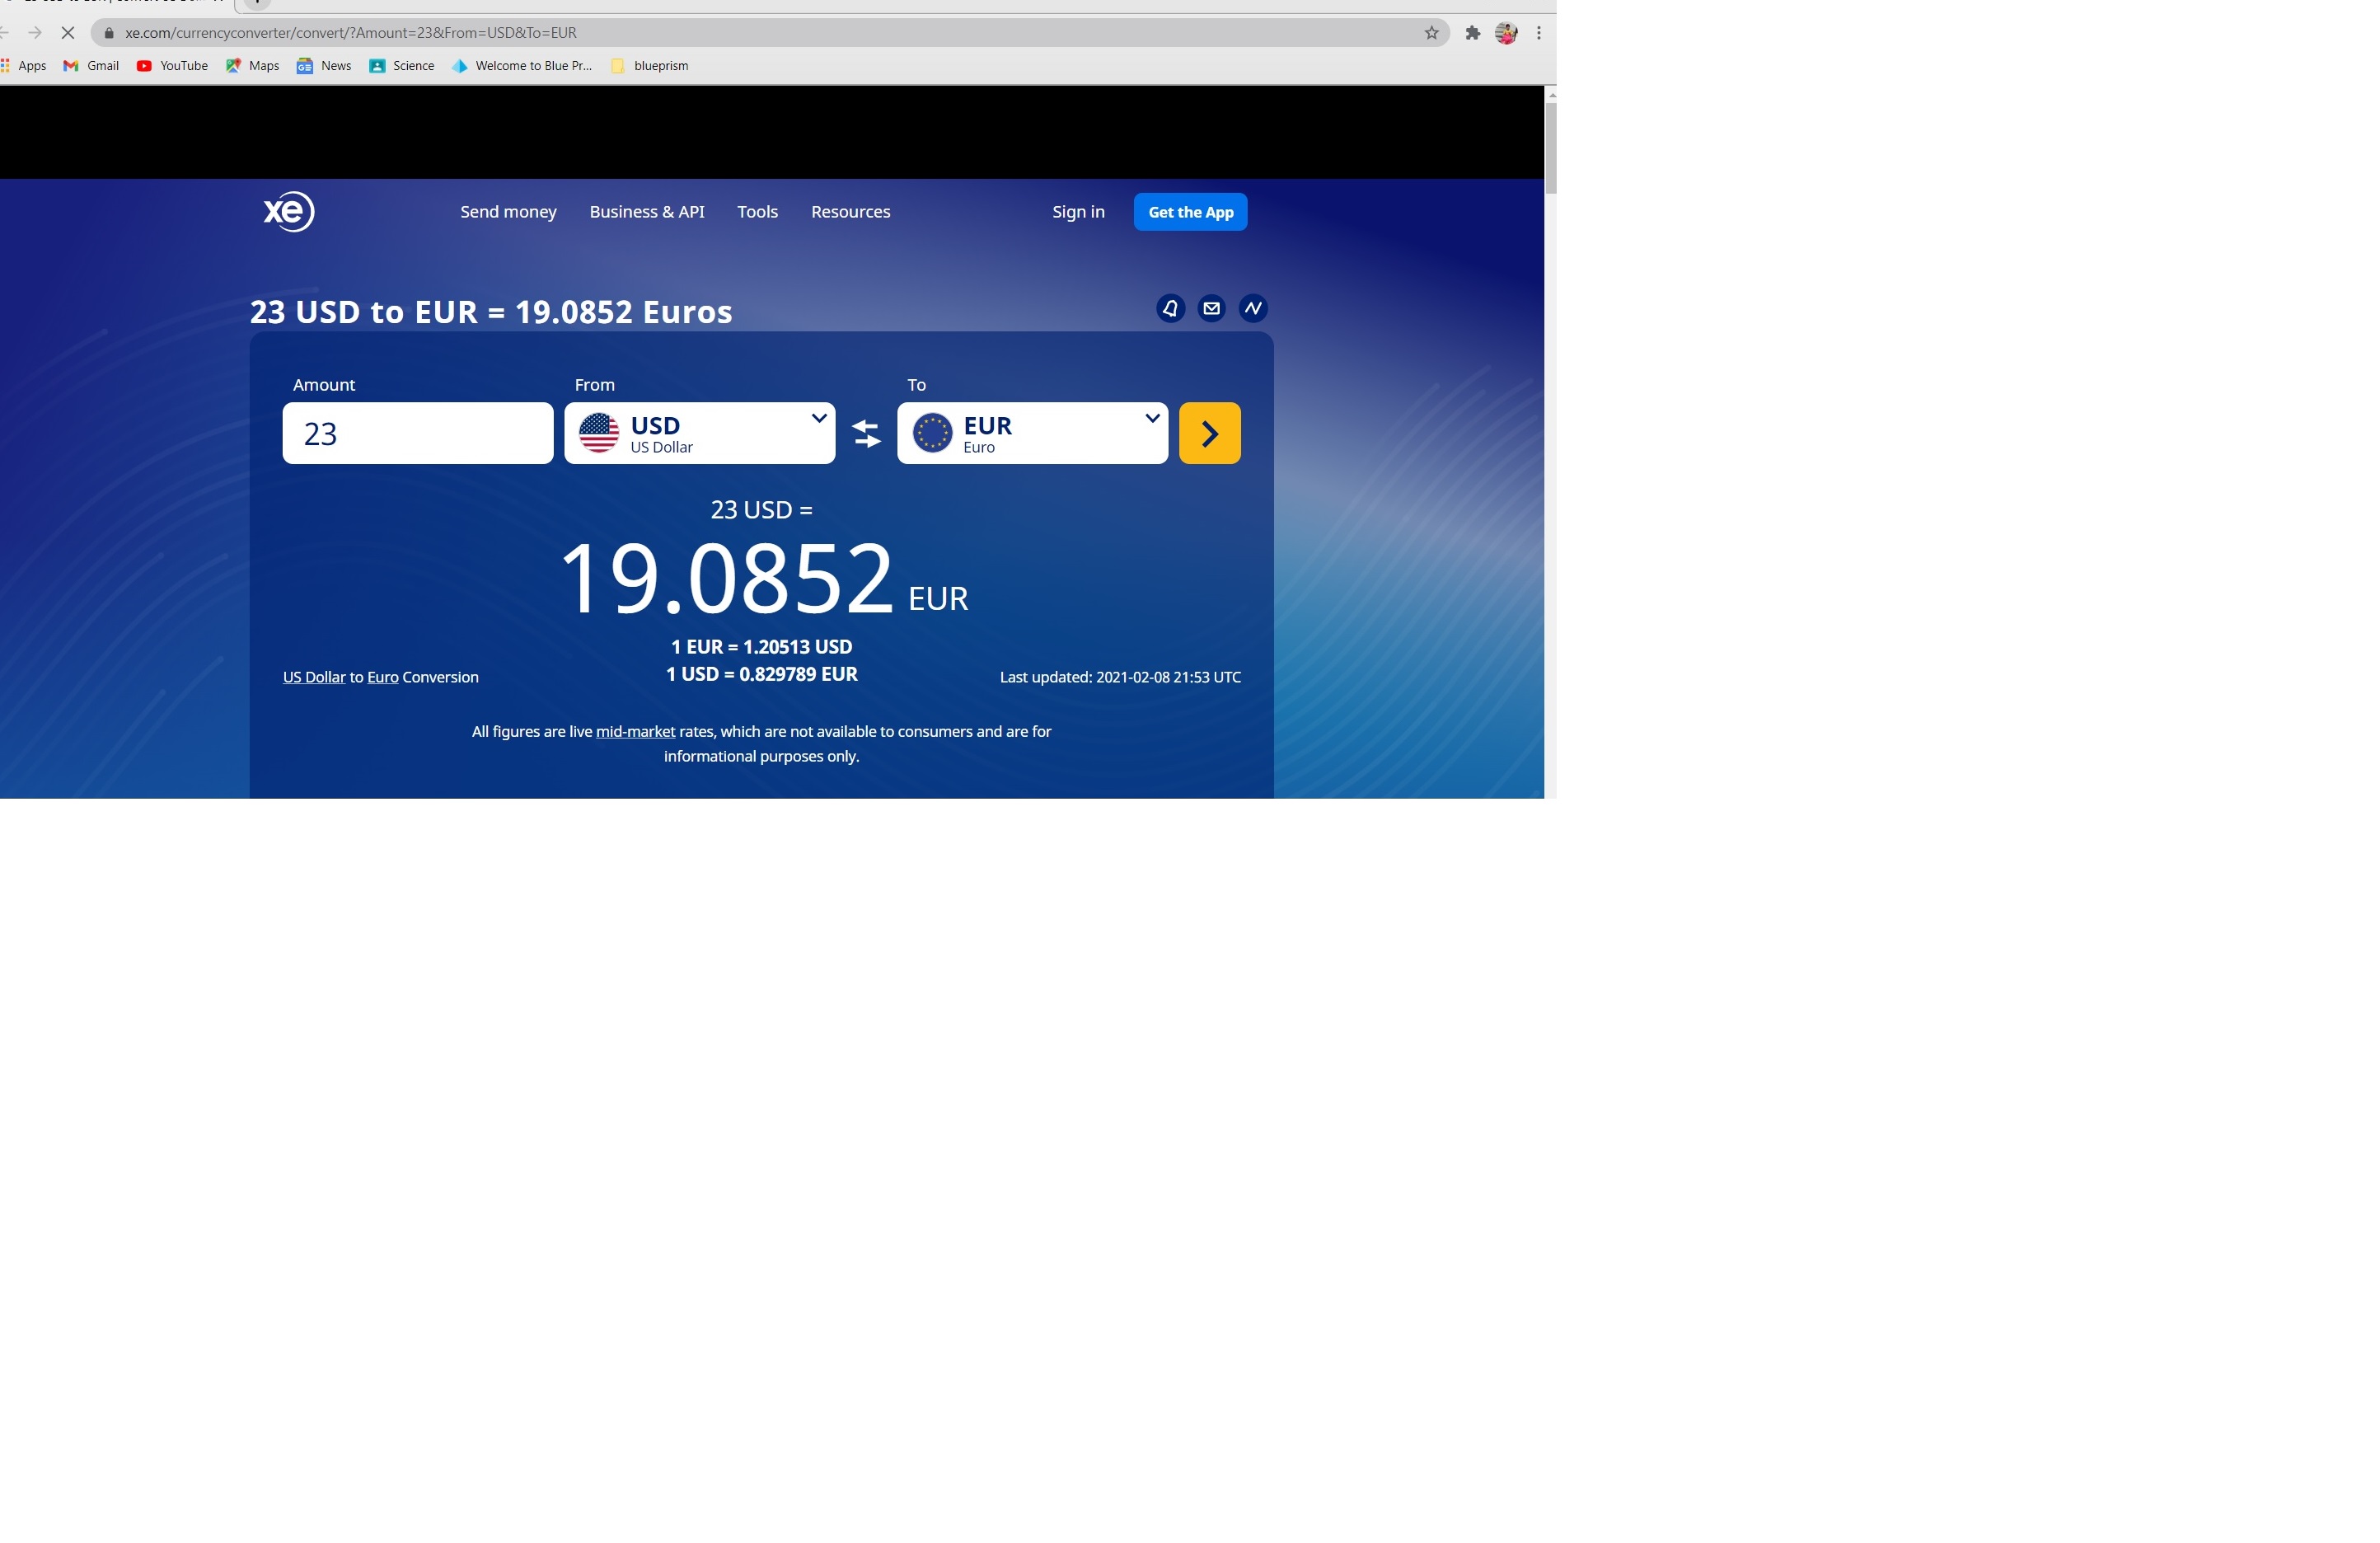 xe.com/currencyconverter/convert/?Amount=23&From=USD&To=EUR
Apps Gmail YouTube Maps News Science Welcome to Blue Pr... blueprism
xe Send money Business & API Tools Resources Sign in Get the App
23 USD to EUR = 19.0852 Euros
Amount From To
23 USD EUR
US Dollar Euro
23 USD =
19.0852 EUR
1 EUR = 1.20513 USD
1 USD = 0.829789 EUR
US Dollar to Euro Conversion Last updated: 2021-02-08 21:53 UTC
All figures are live mid-market rates, which are not available to consumers and are for
informational purposes only.